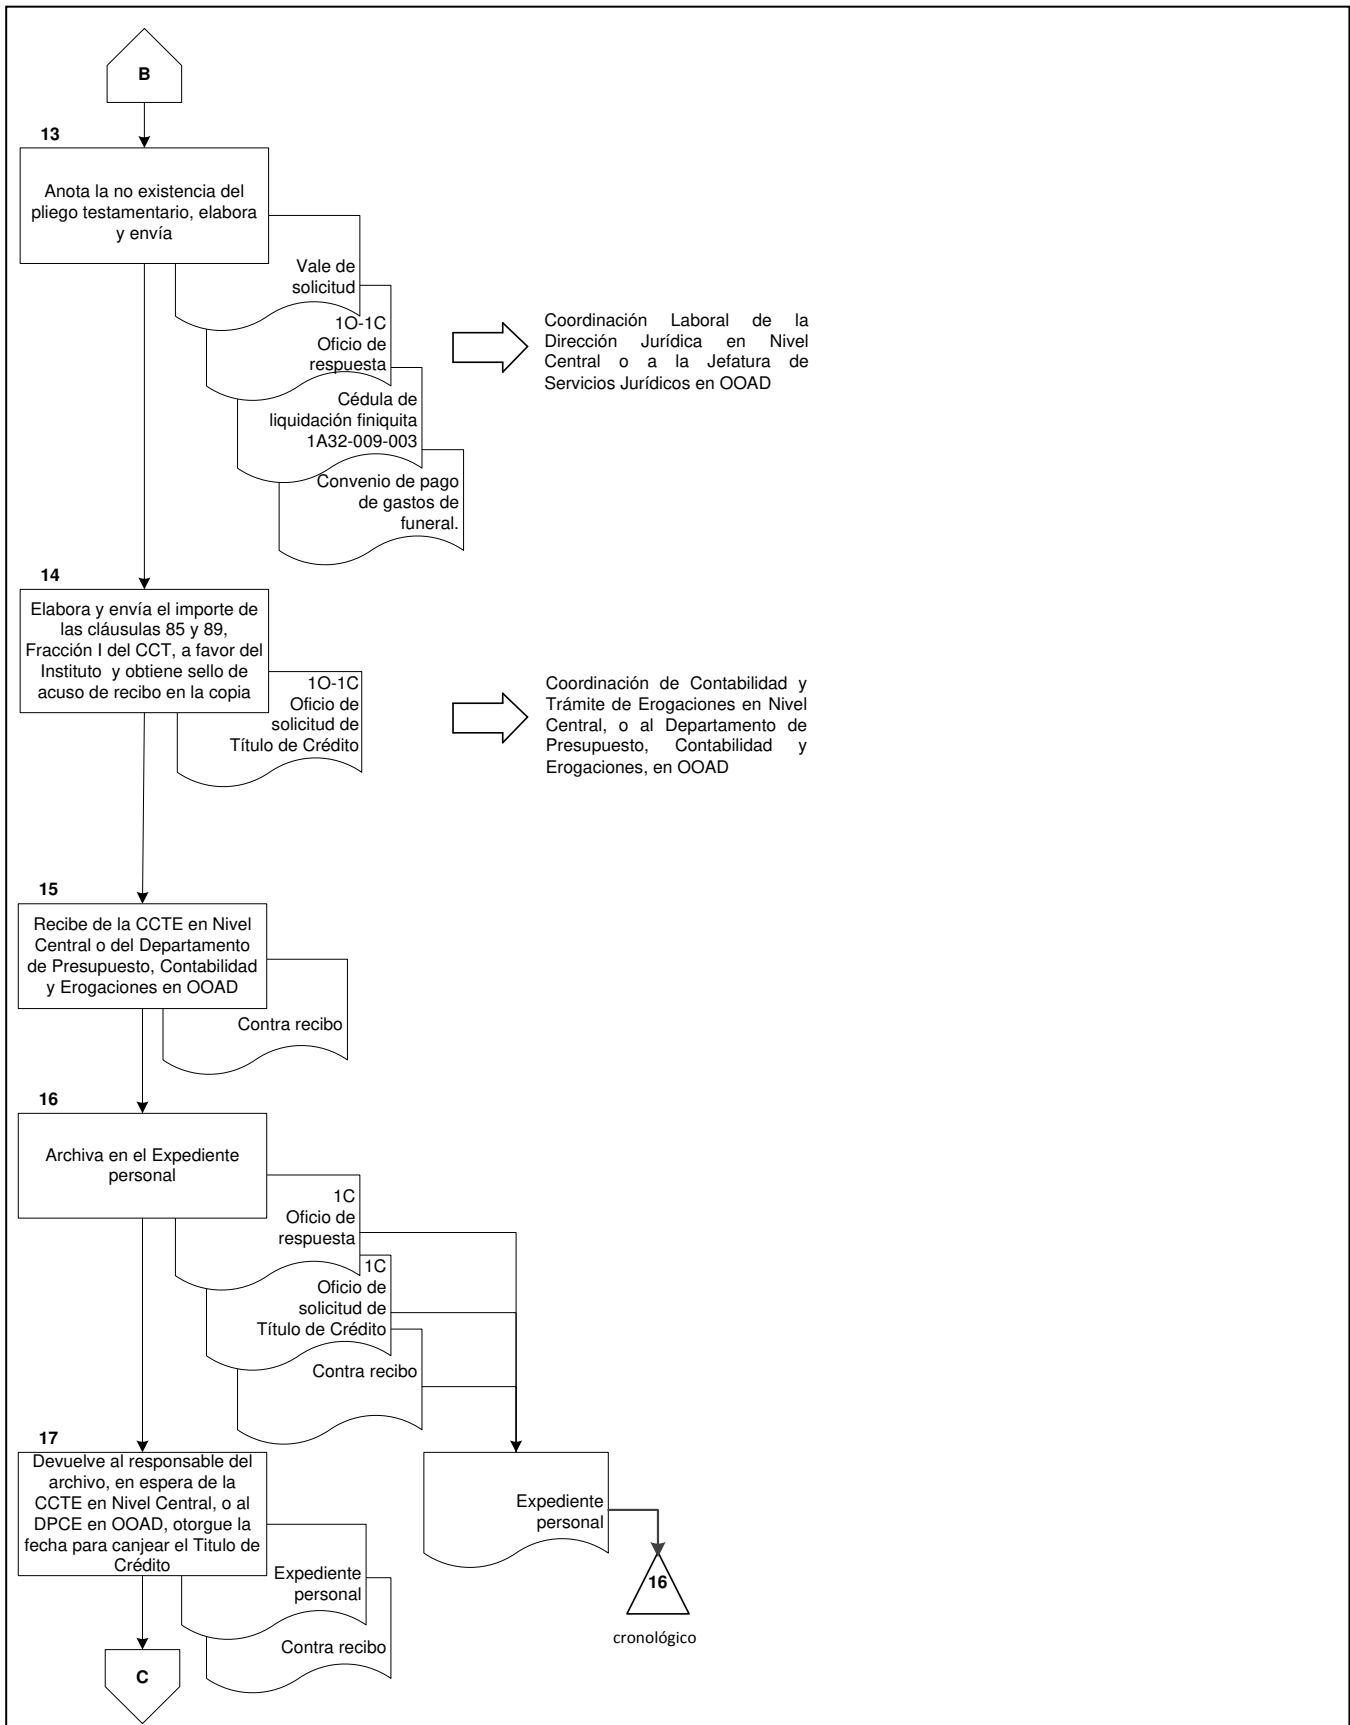 B
13
Anota la no existencia del
pliego testamentario, elabora
y envía
Vale de
solicitud
1O-1C
Oficio de
respuesta
Cédula de
liquidación finiquita
1A32-009-003
Convenio de pago
de gastos de
funeral.
Coordinación Laboral de la
Dirección Jurídica en Nivel
Central o a la Jefatura de
Servicios Jurídicos en OOAD
14
Elabora y envía el importe de
las cláusulas 85 y 89,
Fracción I del CCT, a favor del
Instituto y obtiene sello de
acuso de recibo en la copia
1O-1C
Oficio de
solicitud de
Título de Crédito
Coordinación de Contabilidad y
Trámite de Erogaciones en Nivel
Central, o al Departamento de
Presupuesto, Contabilidad y
Erogaciones, en OOAD
15
Recibe de la CCTE en Nivel
Central o del Departamento
de Presupuesto, Contabilidad
y Erogaciones en OOAD
Contra recibo
16
Archiva en el Expediente
personal
1C
Oficio de
respuesta
1C
Oficio de
solicitud de
Título de Crédito
Contra recibo
17
Devuelve al responsable del
archivo, en espera de la
CCTE en Nivel Central, o al
DPCE en OOAD, otorgue la
fecha para canjear el Titulo de
Crédito
Expediente
personal
Contra recibo
Expediente
personal
16
cronológico
C